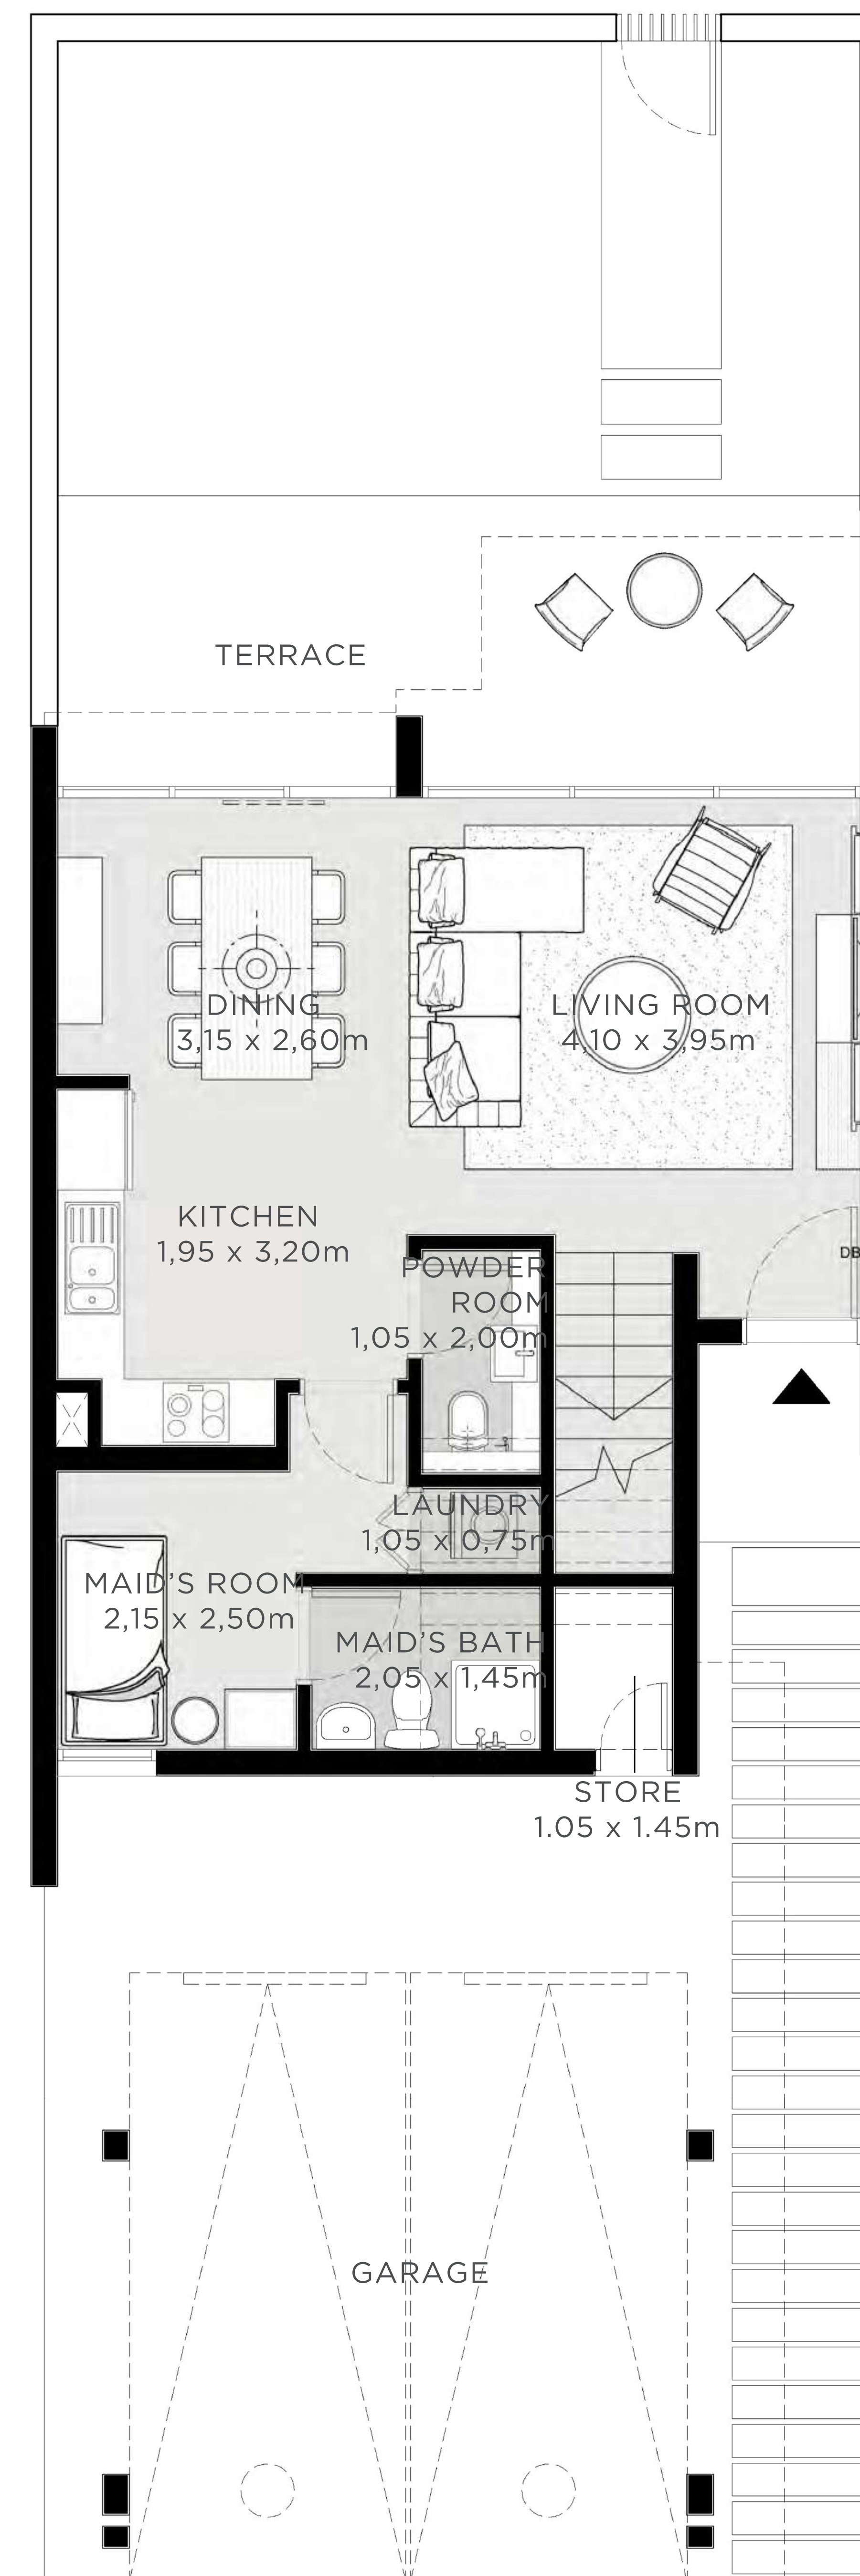 TERRACE
DINING
3,15 x 2,60m
LIVING ROOM
4,10 x 3,95m
KITCHEN
1,95 x 3,20m
POWDER
ROOM
1,05 x 2,00m
DB
LAUNDRY
1,05 x 0,75m
MAID'S ROOM
2,15 x 2,50m
MAID'S BATH
2,05 x 1,45m
STORE
1.05 x 1.45m
GARAGE